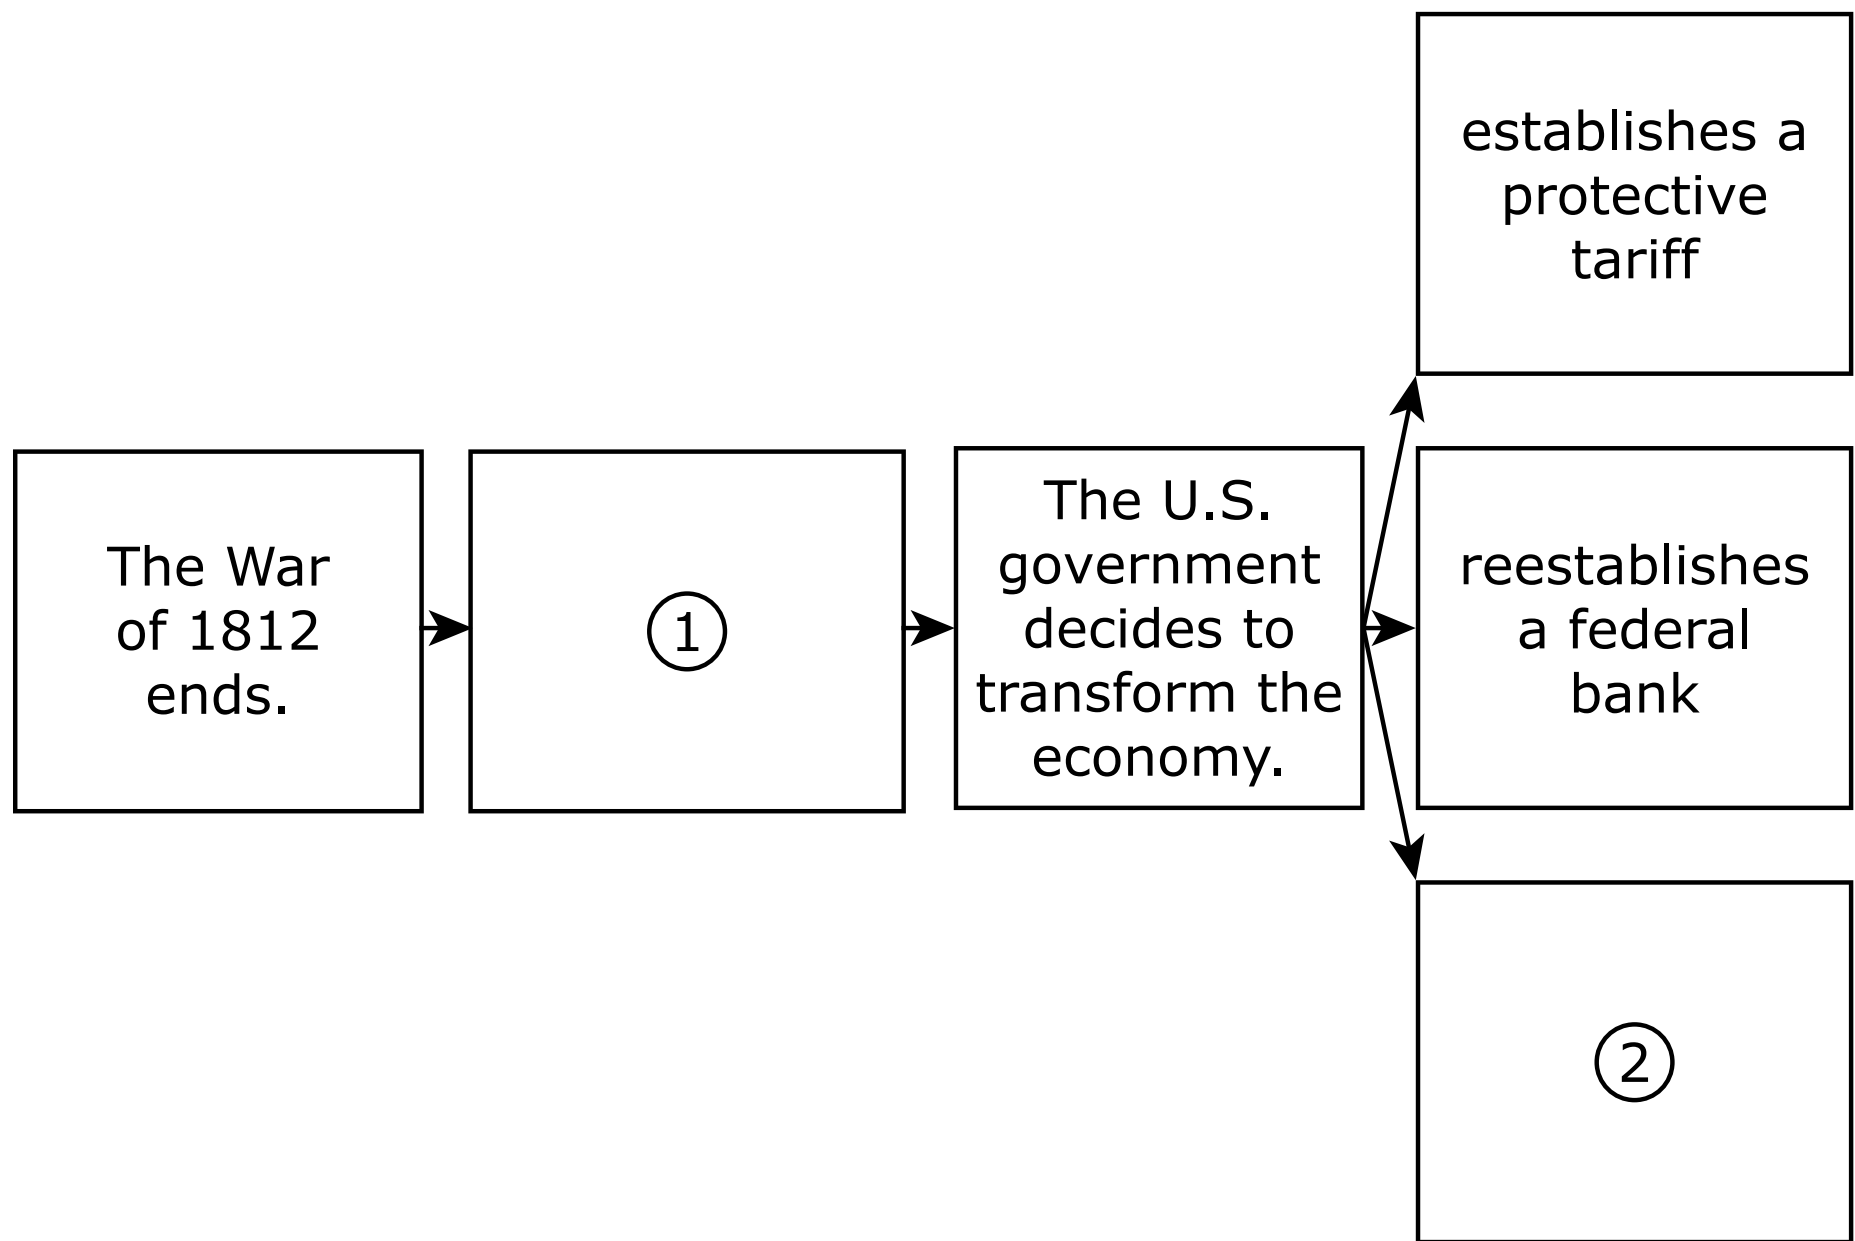 The War
of 1812
ends.
1
The U.S.
government
decides to
transform the
economy.
establishes a
protective
tariff
reestablishes
a federal
bank
2